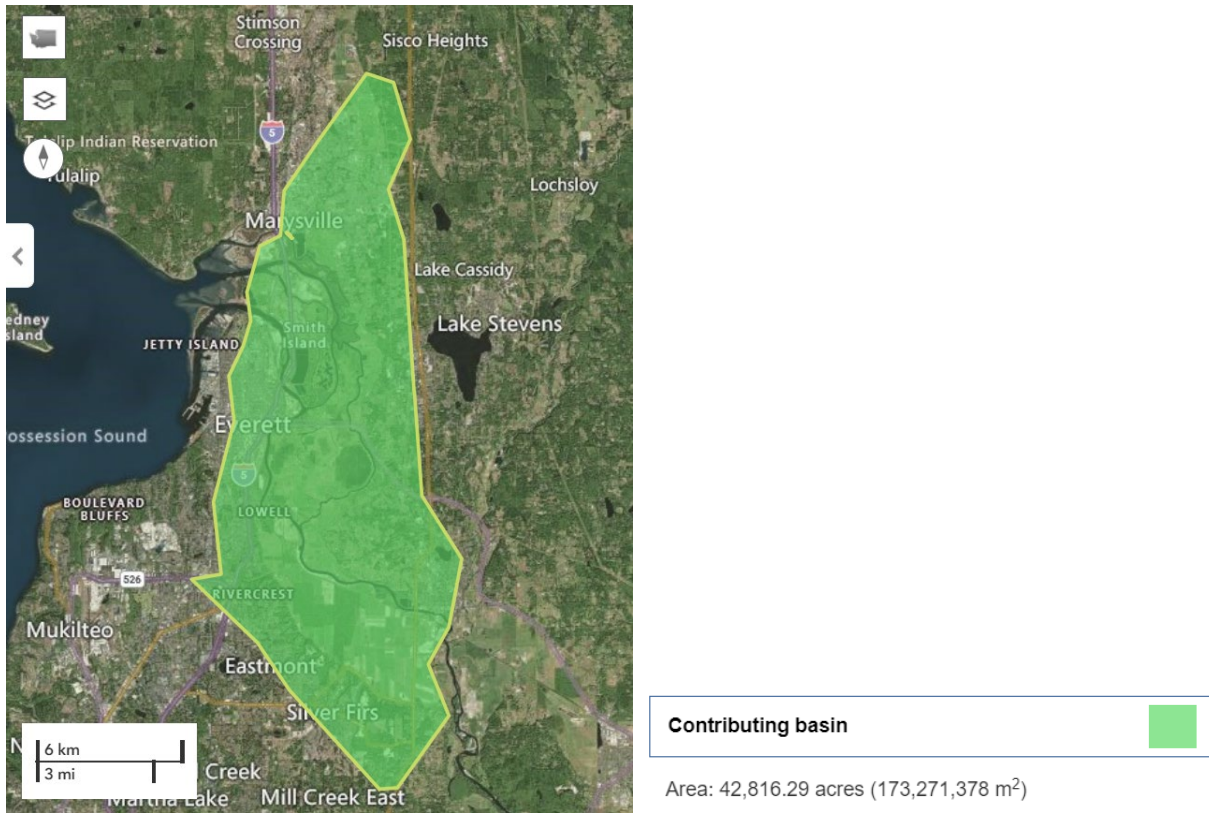 Stimson
Crossing
Sisco Heights
5
Tulalip Indian Reservation
Tulalip
Lochsloy
Marysville
Lake Cassidy
Smith
Island
Lake Stevens
JETTY ISLAND
Everett
ossession Sound
5
BOULEVARD
BLUFFS
LOWELL
526
RIVERCREST
Mukilteo
Eastmont
Silver Firs
6 km
3 mi
Creek
Martha Lake
Mill Creek East
Contributing basin
Area: 42,816.29 acres (173,271,378 m²)